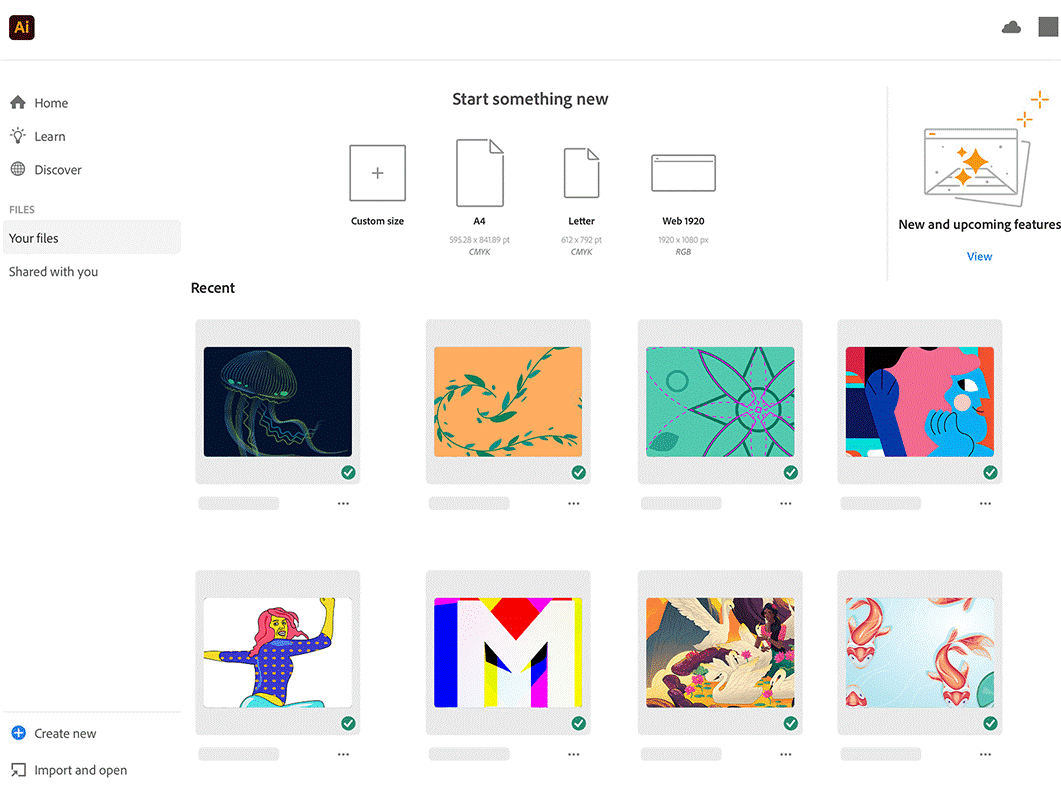 Ai
Home
Learn
Discover
FILES
Your files
Shared with you
Start something new
Custom size
A4
595.28 x 841.89 pt
CMYK
Letter
612 x 792 pt
CMYK
Web 1920
1920 x 1080 px
RGB
New and upcoming features
View
Recent
M
Create new
Import and open